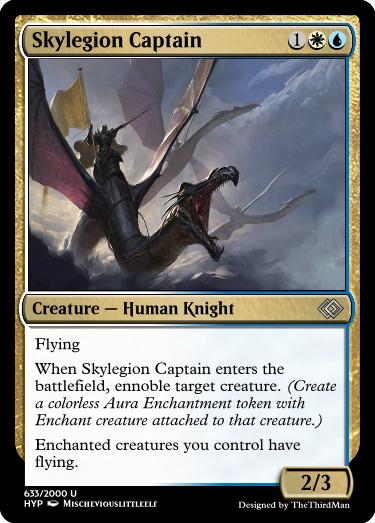 Skylegion Captain 1
Creature — Human Knight
Flying
When Skylegion Captain enters the
battlefield, ennoble target creature. (Create
a colorless Aura Enchantment token with
Enchant creature attached to that creature.)
Enchanted creatures you control have
flying.
2/3
633/2000 U
HYP Mischeviouslittleelf
Designed by TheThirdMan